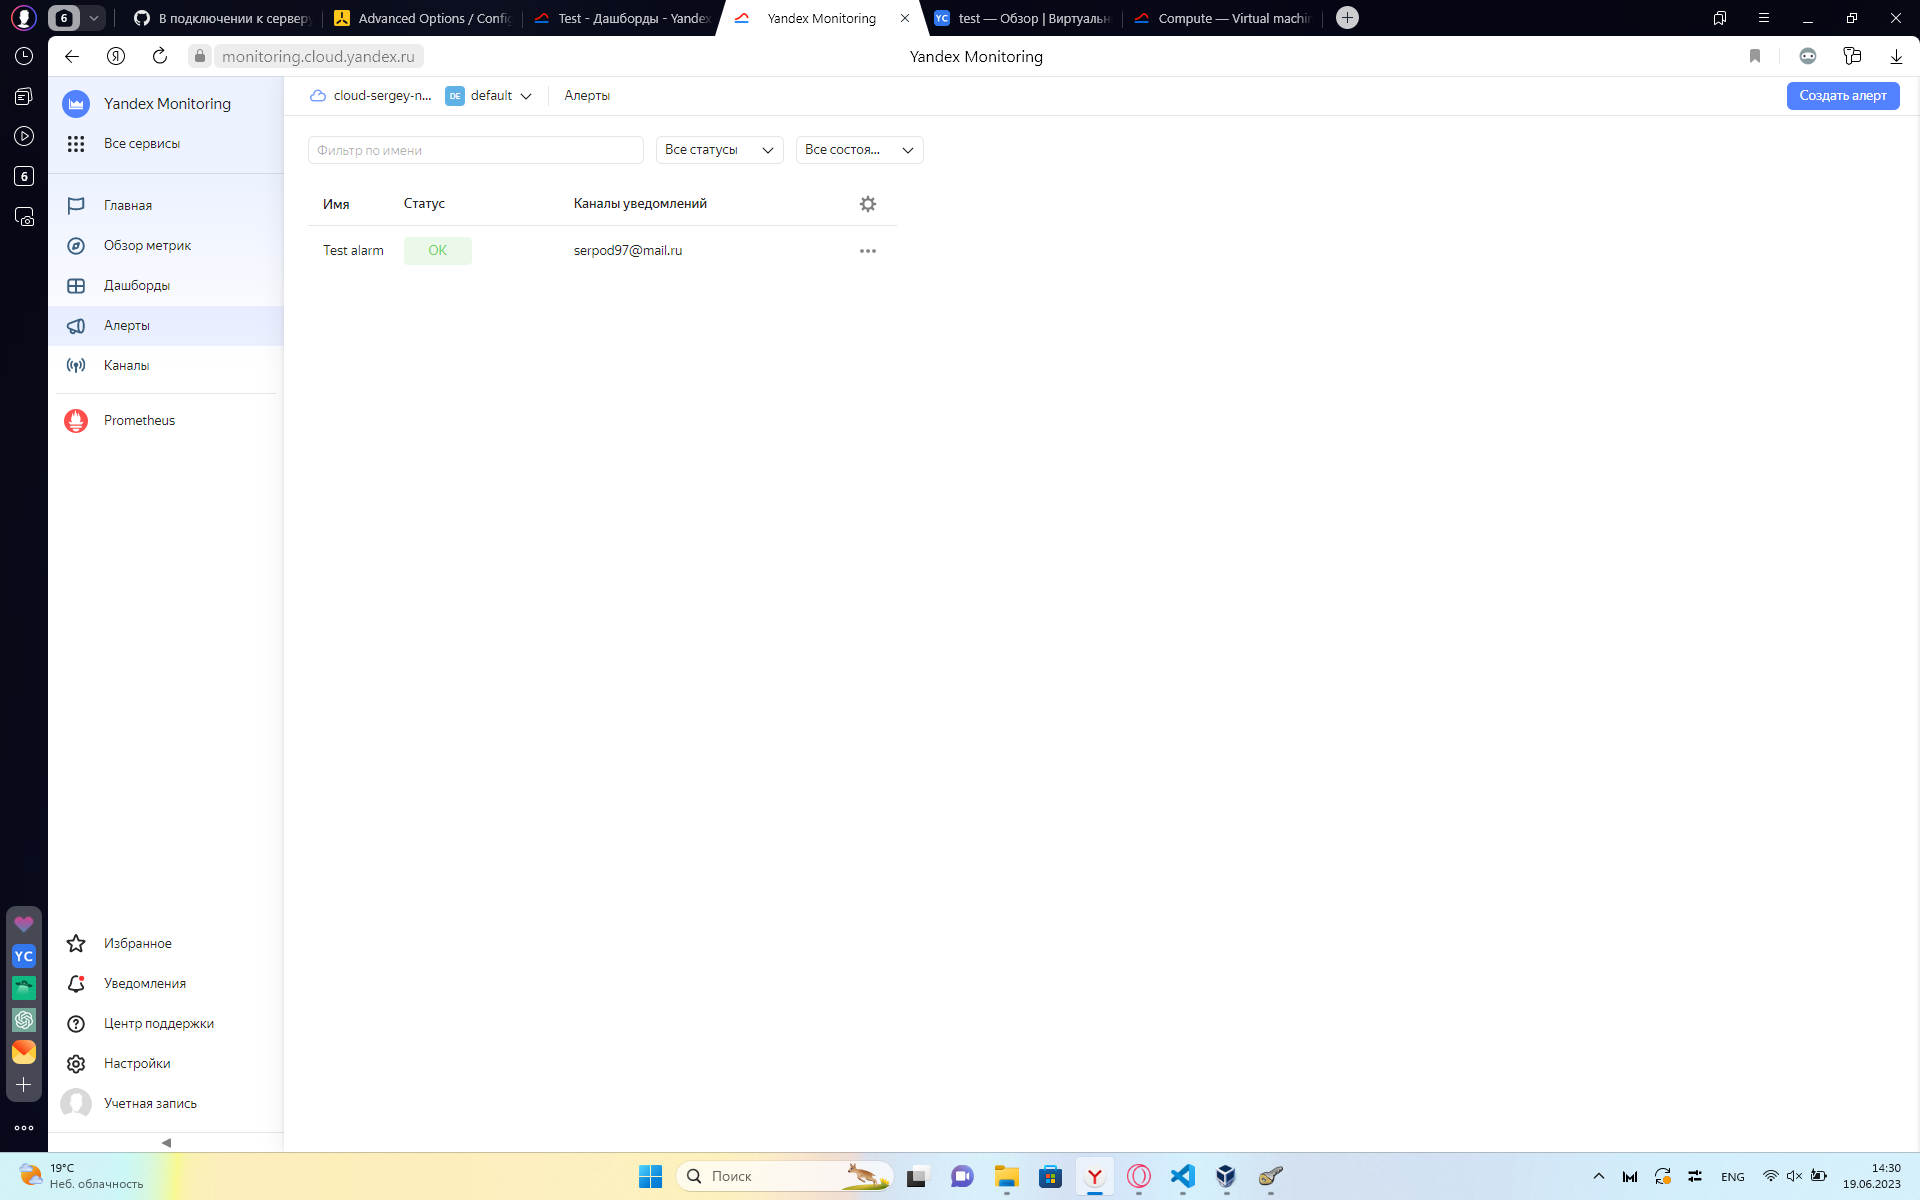 6
В подключении к серверу
Advanced Options / Config
Test - Дашборды - Yandex
Yandex Monitoring
YC
test — Обзор | Виртуальн
Compute — Virtual machin
Я
monitoring.cloud.yandex.ru
Yandex Monitoring
6
Yandex Monitoring
Все сервисы
Главная
Обзор метрик
Дашборды
Алерты
Каналы
Prometheus
cloud-sergey-n...
DE
default
Алерты
Создать алерт
Фильтр по имени
Все статусы
Все состоя...
Имя
Статус
Каналы уведомлений
Test alarm
OK
serpod97@mail.ru
YC
Избранное
Уведомления
Центр поддержки
Настройки
Учетная запись
19°C
Неб. облачность
Поиск
Y
ENG
14:30
19.06.2023